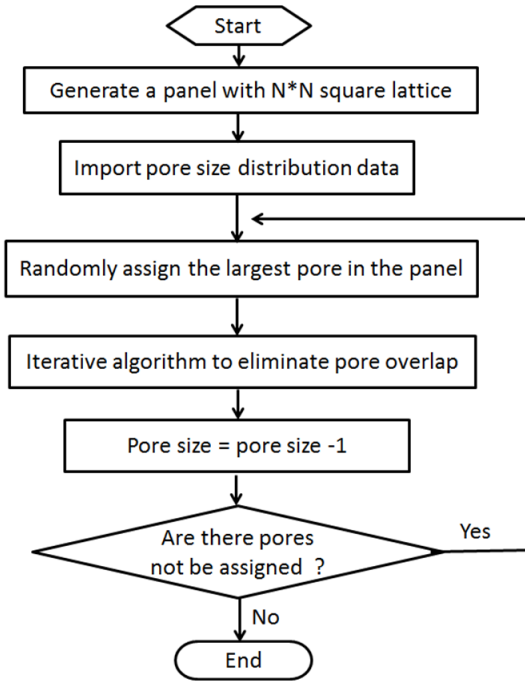 Start
Generate a panel with N*N square lattice
Import pore size distribution data
Randomly assign the largest pore in the panel
Iterative algorithm to eliminate pore overlap
Pore size = pore size -1
Are there pores
not be assigned ?
Yes
No
End